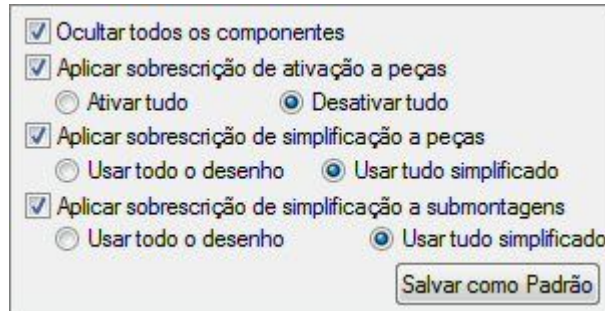 Ocultar todos os componentes
Aplicar sobrescrição de ativação a peças
Ativar tudo Desativar tudo
Aplicar sobrescrição de simplificação a peças
Usar todo o desenho Usar tudo simplificado
Aplicar sobrescrição de simplificação a submontagens
Usar todo o desenho Usar tudo simplificado
Salvar como Padrão